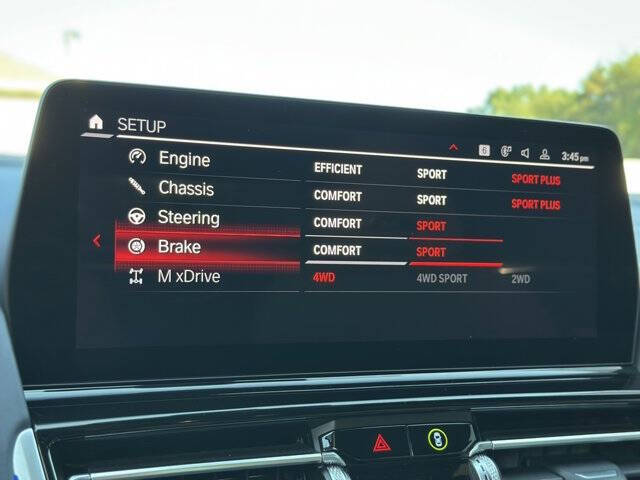 SETUP
6 3:45 pm
Engine EFFICIENT SPORT SPORT PLUS
Chassis COMFORT SPORT SPORT PLUS
Steering COMFORT SPORT
Brake COMFORT SPORT
M xDrive 4WD 4WD SPORT 2WD